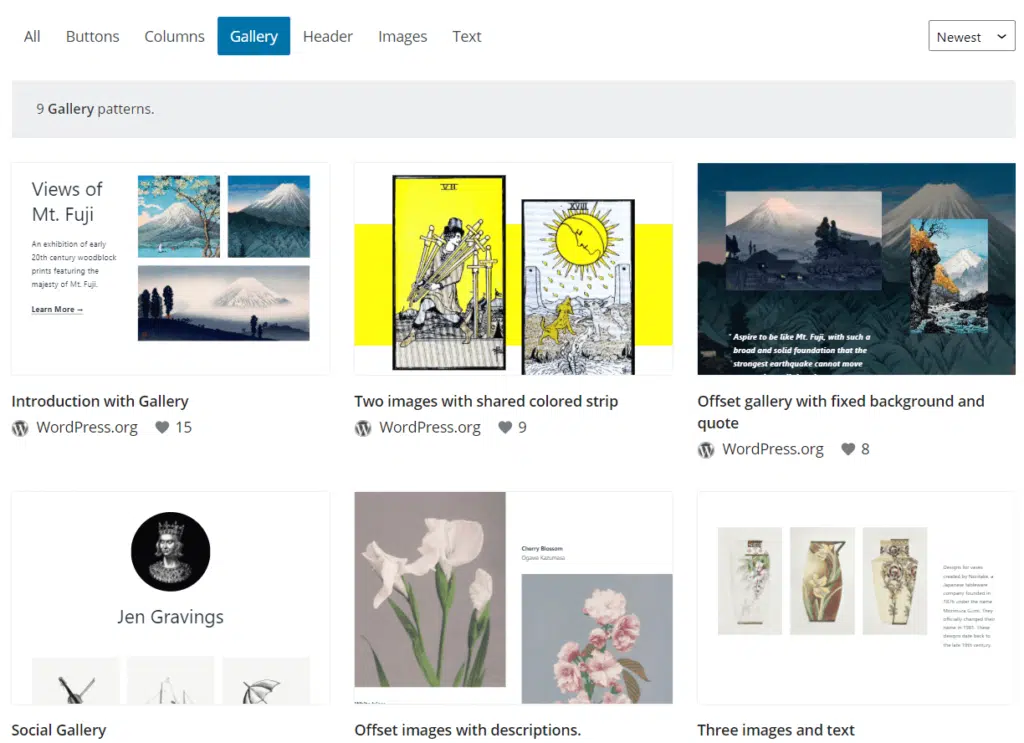 All Buttons Columns Gallery Header Images Text Newest
9 Gallery patterns.
Views of
Mt. Fuji
An exhibition of early
20th century woodblock
prints featuring the
majesty of Mt. Fuji.
Learn More →
VII
XVIII
" Aspire to be like Mt. Fuji, with such a
broad and solid foundation that the
strongest earthquake cannot move
Introduction with Gallery
WordPress.org 15
Two images with shared colored strip
WordPress.org 9
Offset gallery with fixed background and
quote
WordPress.org 8
Jen Gravings
Cherry Blossom
Ogawa Kazumasa
Designs for vases
created by Noritake, a
Japanese tableware
company founded in
1876 under the name
Morimura Gumi. They
officially changed their
name in 1981. These
designs date back to
the late 19th century.
Social Gallery
Offset images with descriptions.
Three images and text